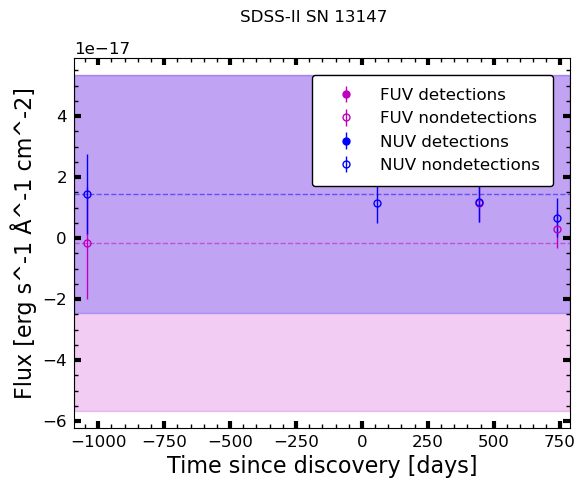 SDSS-II SN 13147
1e−17
FUV detections
FUV nondetections
NUV detections
NUV nondetections
4
2
0
−2
−4
−6
Flux [erg s^-1 Å^-1 cm^-2]
−1000 −750 −500 −250 0 250 500 750
Time since discovery [days]